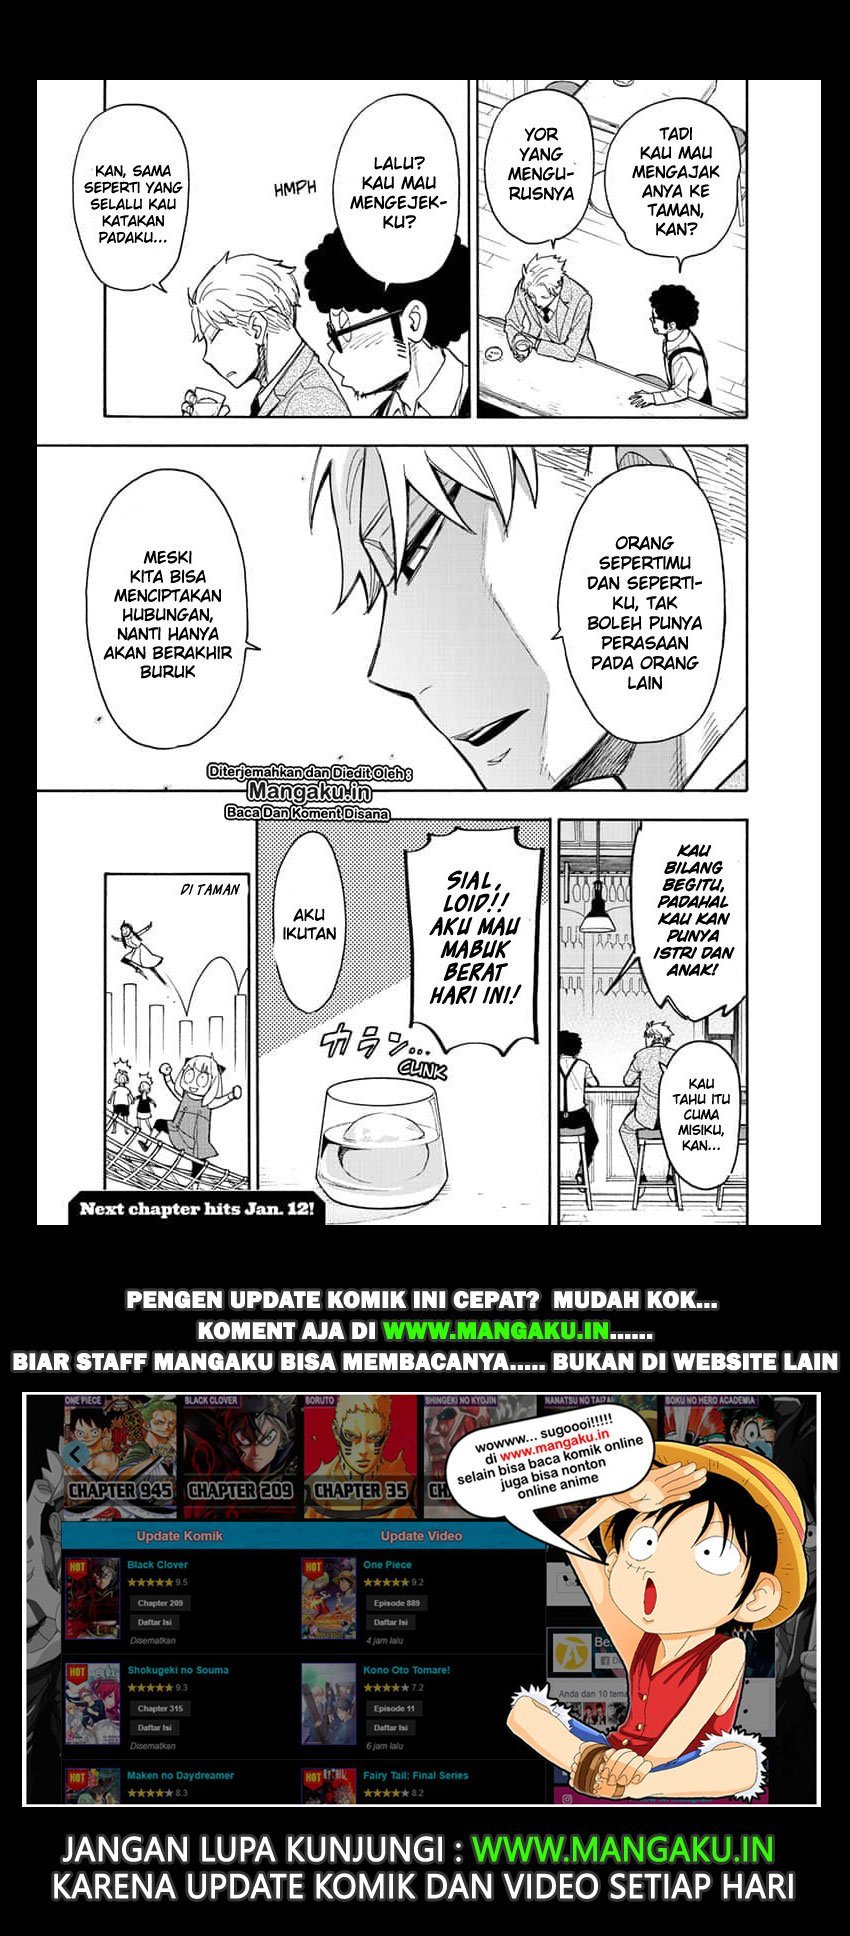 TADI
KAU MAU
MENGAJAK
ANYA KE
TAMAN,
KAN?
YOR
YANG
MENGU-
RUSNYA
LALU?
KAU MAU
MENGEJEK-
KU?
HMPH
KAN, SAMA
SEPERTI YANG
SELALU KAU
KATAKAN
PADAKU...
ORANG
SEPERTIMU
DAN SEPERTI-
KU, TAK
BOLEH PUNYA
PERASAAN
PADA ORANG
LAIN
MESKI
KITA BISA
MENCIPTAKAN
HUBUNGAN,
NANTI HANYA
AKAN BERAKHIR
BURUK
Diterjemahkan dan Diedit Oleh :
Mangaku.in
Baca Dan Koment Disana
KAU
BILANG
BEGITU,
PADAHAL
KAU KAN
PUNYA
ISTRI DAN
ANAK!
KAU
TAHU ITU
CUMA
MISIKU,
KAN...
SIAL,
LOID!!
AKU MAU
MABUK
BERAT
HARI INI!
AKU
IKUTAN
カラン...
CLINK
DI TAMAN
Next chapter hits Jan. 12!
PENGEN UPDATE KOMIK INI CEPAT? MUDAH KOK...
KOMENT AJA DI WWW.MANGAKU.IN......
BIAR STAFF MANGAKU BISA MEMBACANYA..... BUKAN DI WEBSITE LAIN
ONE PIECE
BLACK CLOVER
BORUTO
SHINGEKI NO KYOJIN
NANATSU NO TAIZAI
BOKU NO HERO ACADEMIA
CHAPTER 945
CHAPTER 209
CHAPTER 35
wowww... sugoooi!!!!!
di www.mangaku.in
selain bisa baca komik online
juga bisa nonton
online anime
Update Komik
Update Video
HOT
Black Clover
9.5
Chapter 209
Daftar Isi
Disematkan
HOT
One Piece
9.2
Episode 889
Daftar Isi
4 jam lalu
HOT
Shokugeki no Souma
9.3
Chapter 315
Daftar Isi
Disematkan
Kono Oto Tomare!
7.2
Episode 11
Daftar Isi
6 jam lalu
HOT
Maken no Daydreamer
8.3
HOT
Fairy Tail: Final Series
8.2
Be
Anda dan 10 tema
JANGAN LUPA KUNJUNGI : WWW.MANGAKU.IN
KARENA UPDATE KOMIK DAN VIDEO SETIAP HARI